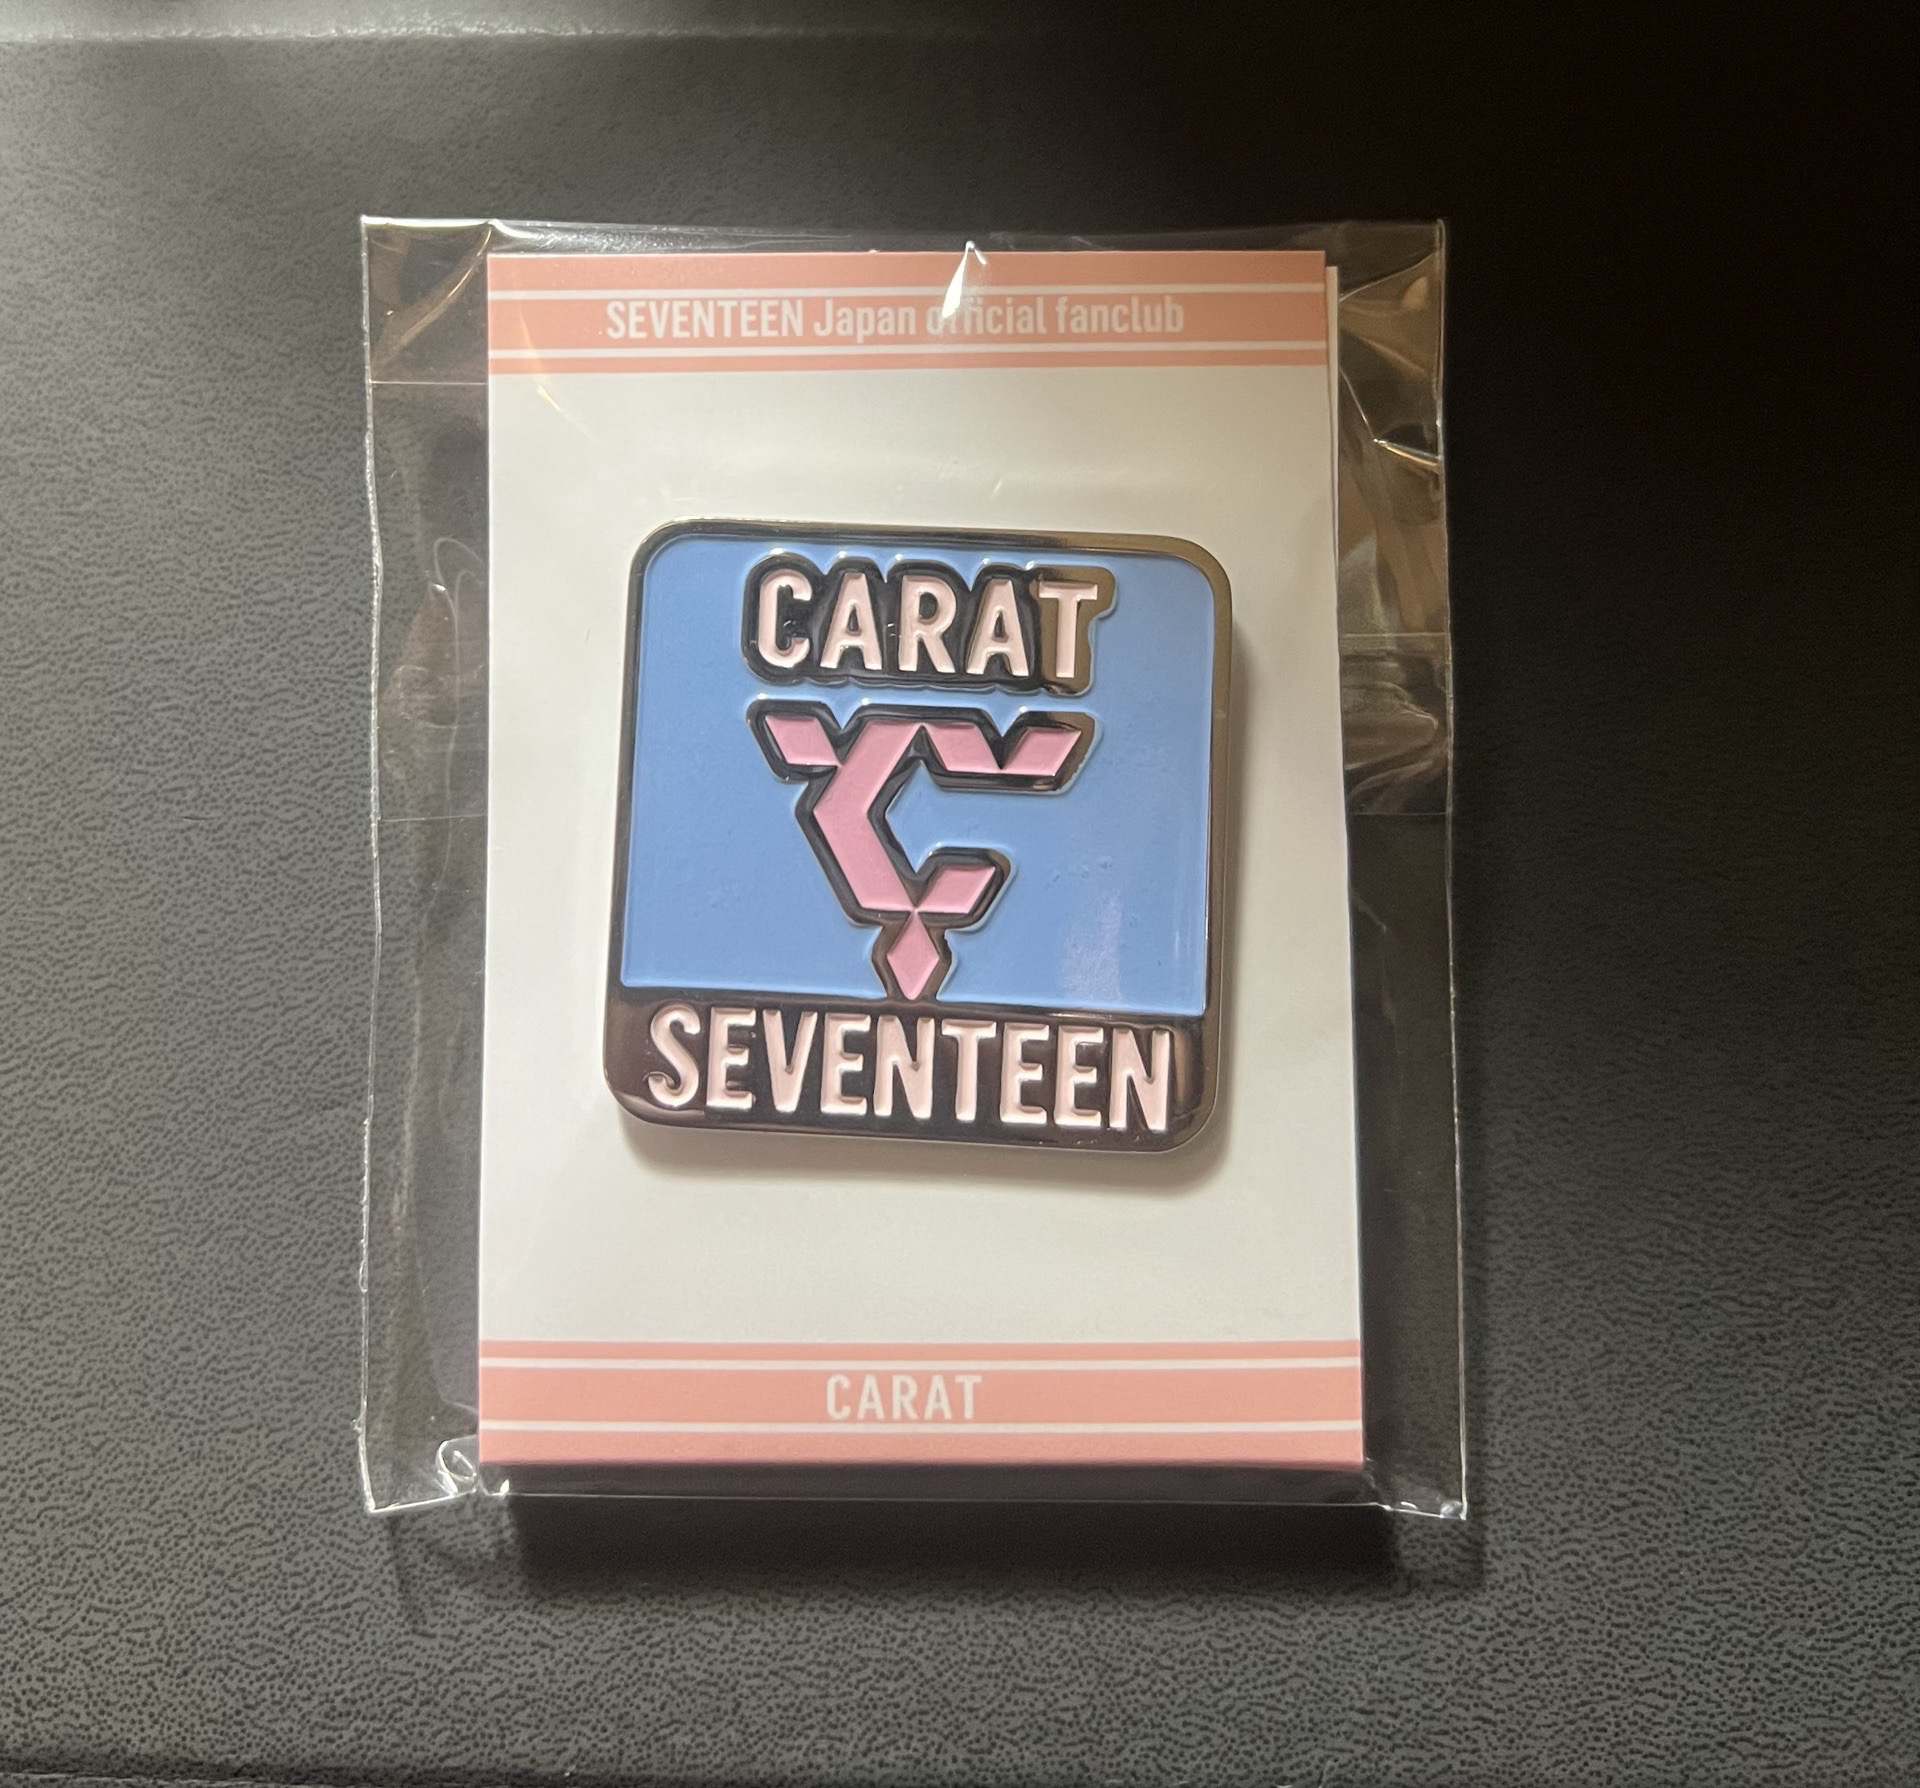 SEVENTEEN Japan official fanclub
CARAT
SEVENTEEN
CARAT